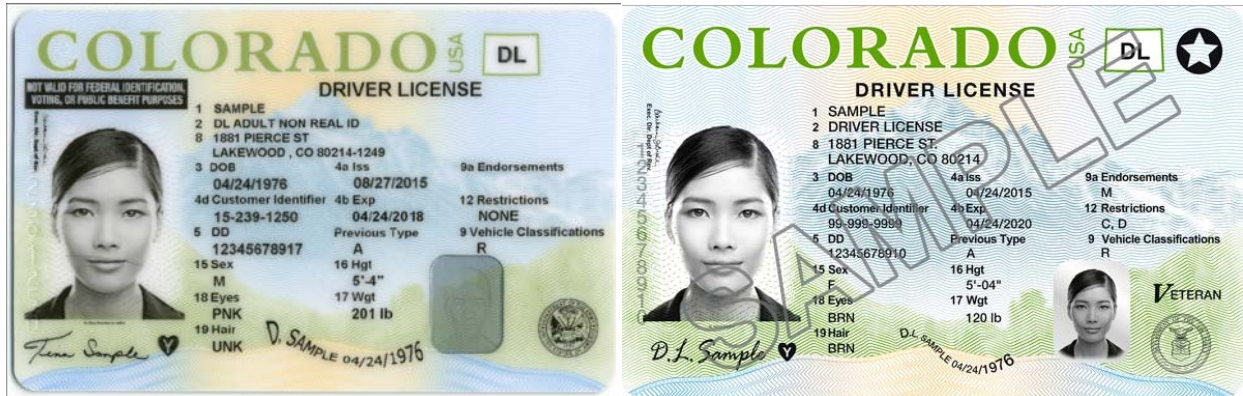 COLORADO USA DL
NOT VALID FOR FEDERAL IDENTIFICATION,
VOTING, OR PUBLIC BENEFIT PURPOSES
DRIVER LICENSE
1 SAMPLE
2 DL ADULT NON REAL ID
8 1881 PIERCE ST
LAKEWOOD , CO 80214-1249
3 DOB 4a Iss 9a Endorsements
04/24/1976 08/27/2015
4d Customer Identifier 4b Exp 12 Restrictions
15-239-1250 04/24/2018 NONE
5 DD Previous Type 9 Vehicle Classifications
12345678917 A R
15 Sex 16 Hgt
M 5'-4"
18 Eyes 17 Wgt
PNK 201 lb
19 Hair
UNK
Tina Sample Y
D. SAMPLE 04/24/1976
COLORADO USA DL
DRIVER LICENSE
1 SAMPLE
2 DRIVER LICENSE
8 1881 PIERCE ST.
LAKEWOOD, CO 80214
3 DOB 4a Iss 9a Endorsements
04/24/1976 04/24/2015 M
4d Customer Identifier 4b Exp 12 Restrictions
99-999-9999 04/24/2020 C, D
5 DD Previous Type 9 Vehicle Classifications
12345678910 A R
15 Sex 16 Hgt
F 5'-04"
18 Eyes 17 Wgt
BRN 120 lb
19 Hair
BRN
Exec. Dir. Dept of Rev.
12345678910
SAMPLE
VETERAN
D.L. Sample Y
D.L. SAMPLE 04/24/1976